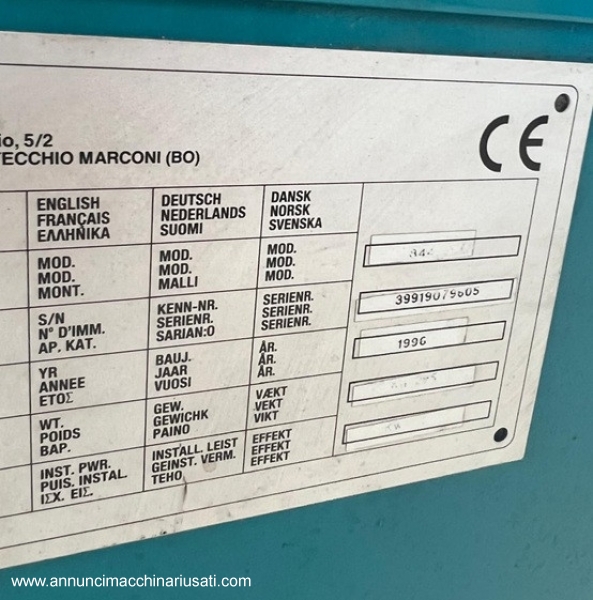 io, 5/2
TECCHIO MARCONI (BO)
CE
ENGLISH
FRANÇAIS
ΕΛΛΗΝΙΚΑ
DEUTSCH
NEDERLANDS
SUOMI
DANSK
NORSK
SVENSKA
MOD.
MOD.
MONT.
MOD.
MOD.
MALLI
MOD.
MOD.
MOD.
S/N
N° D'IMM.
ΑΡ. ΚΑΤ.
KENN-NR.
SERIENR.
SARIAN:O
SERIENR.
SERIENR.
SERIENR.
39919079605
YR
ANNEE
ΕΤΟΣ
BAUJ.
JAAR
VUOSI
ÅR.
ÅR.
ÅR.
1996
WT.
POIDS
ΒΑΡ.
GEW.
GEWICHK
PAINO
VÆKT
VEKT
VIKT
INST. PWR.
PUIS. INSTAL.
ΙΣΧ. ΕΙΣ.
INSTALL. LEIST
GEINST. VERM.
TEHO
EFFEKT
EFFEKT
EFFEKT
www.annuncimacchinariusati.com